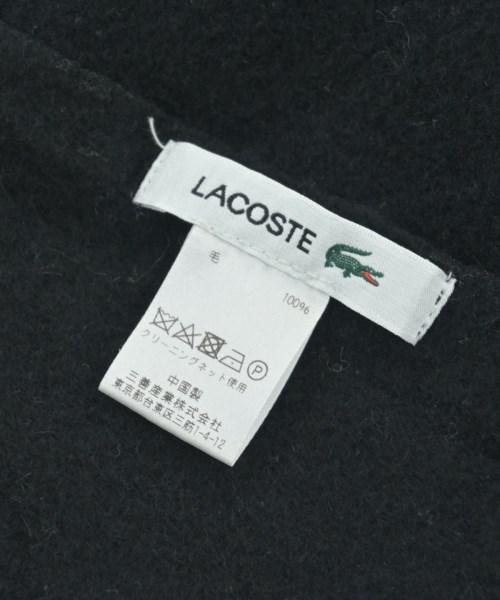 LACOSTE
毛 100%
クリーニングネット使用
中国製
三善産業株式会社
東京都台東区三筋1-4-12